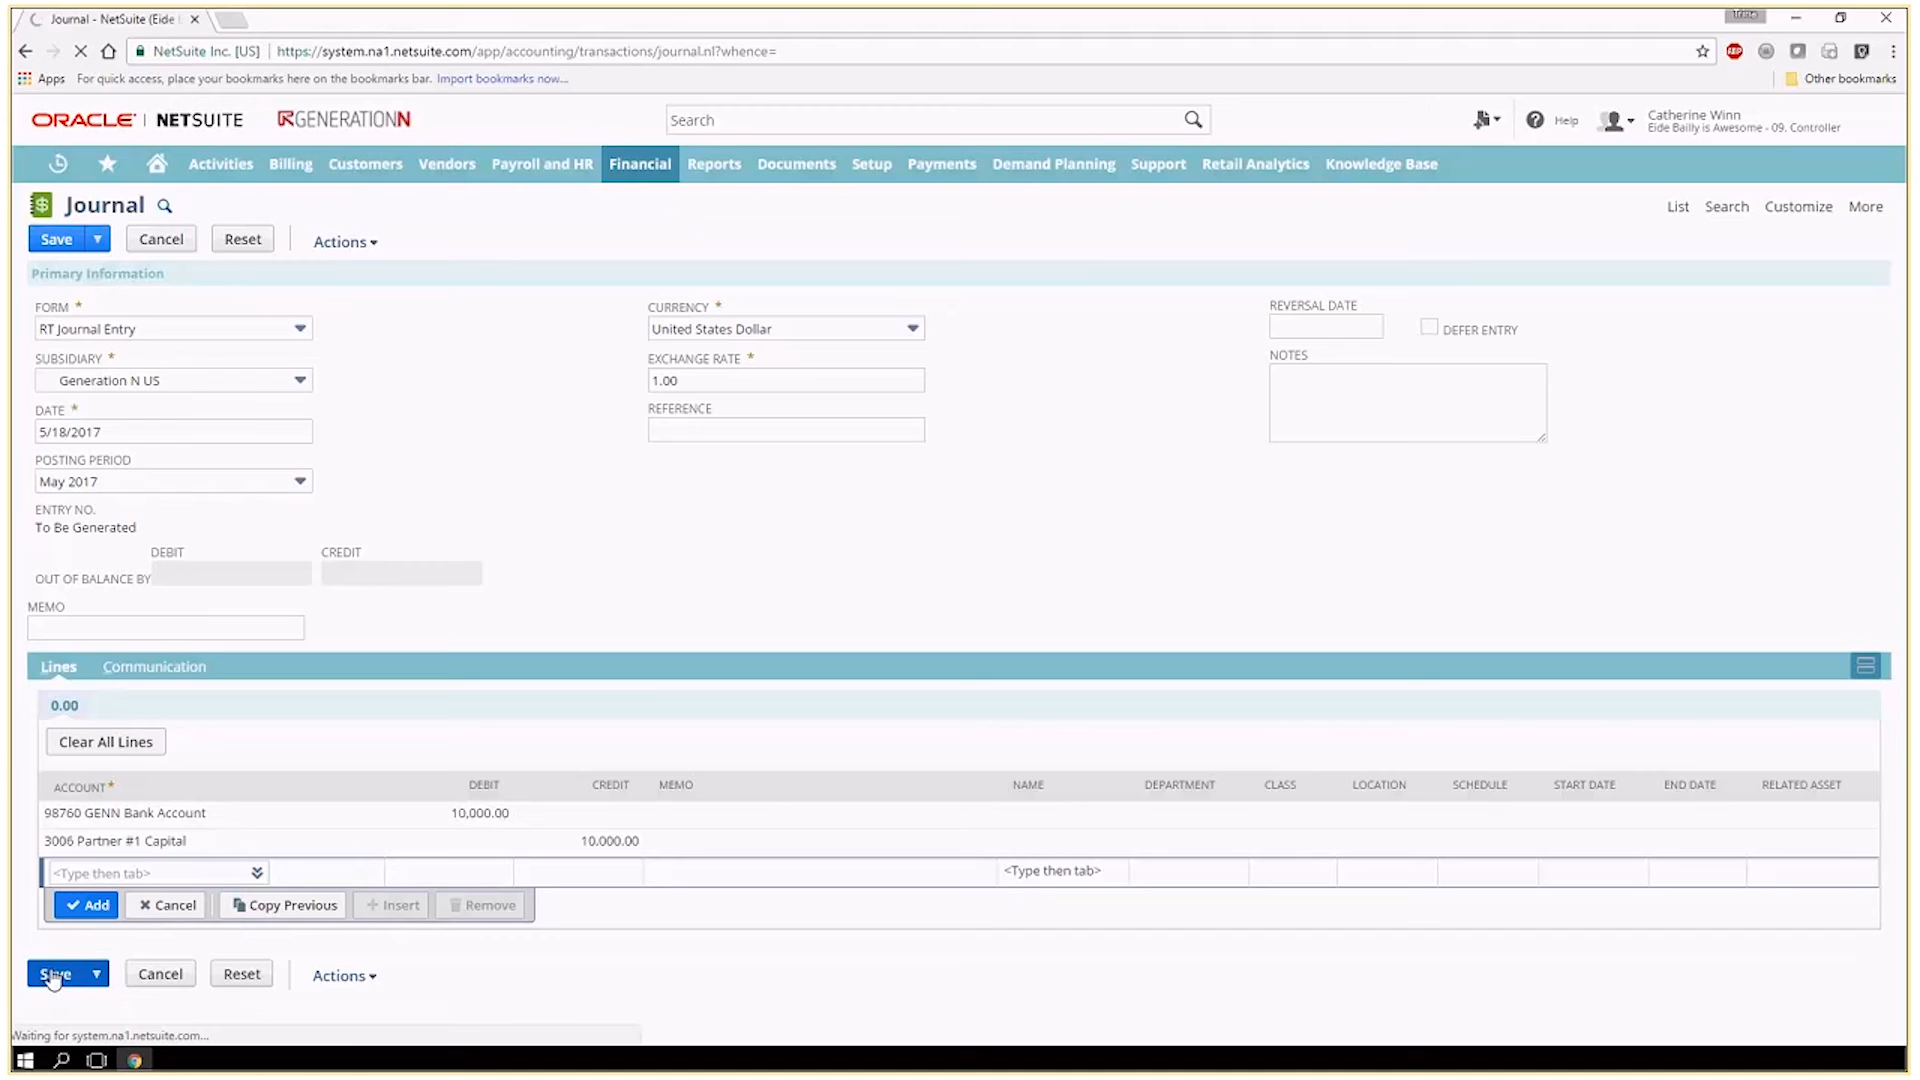 Journal - NetSuite (Eide
NetSuite Inc. [US] https://system.na1.netsuite.com/app/accounting/transactions/journal.nl?whence=
Apps For quick access, place your bookmarks here on the bookmarks bar. Import bookmarks now... Other bookmarks
ORACLE | NETSUITE GENERATIONN Search Help Catherine Winn
Eide Bailly is Awesome - 09. Controller
Activities Billing Customers Vendors Payroll and HR Financial Reports Documents Setup Payments Demand Planning Support Retail Analytics Knowledge Base
Journal List Search Customize More
Save Cancel Reset Actions
Primary Information
FORM * CURRENCY * REVERSAL DATE
RT Journal Entry United States Dollar DEFER ENTRY
SUBSIDIARY * EXCHANGE RATE * NOTES
Generation N US 1.00
DATE * REFERENCE
5/18/2017
POSTING PERIOD
May 2017
ENTRY NO.
To Be Generated
DEBIT CREDIT
OUT OF BALANCE BY
MEMO
Lines Communication
0.00
Clear All Lines
ACCOUNT * DEBIT CREDIT MEMO NAME DEPARTMENT CLASS LOCATION SCHEDULE START DATE END DATE RELATED ASSET
98760 GENN Bank Account 10,000.00
3006 Partner #1 Capital 10,000.00
<Type then tab> <Type then tab>
Add Cancel Copy Previous Insert Remove
Save Cancel Reset Actions
Waiting for system.na1.netsuite.com...